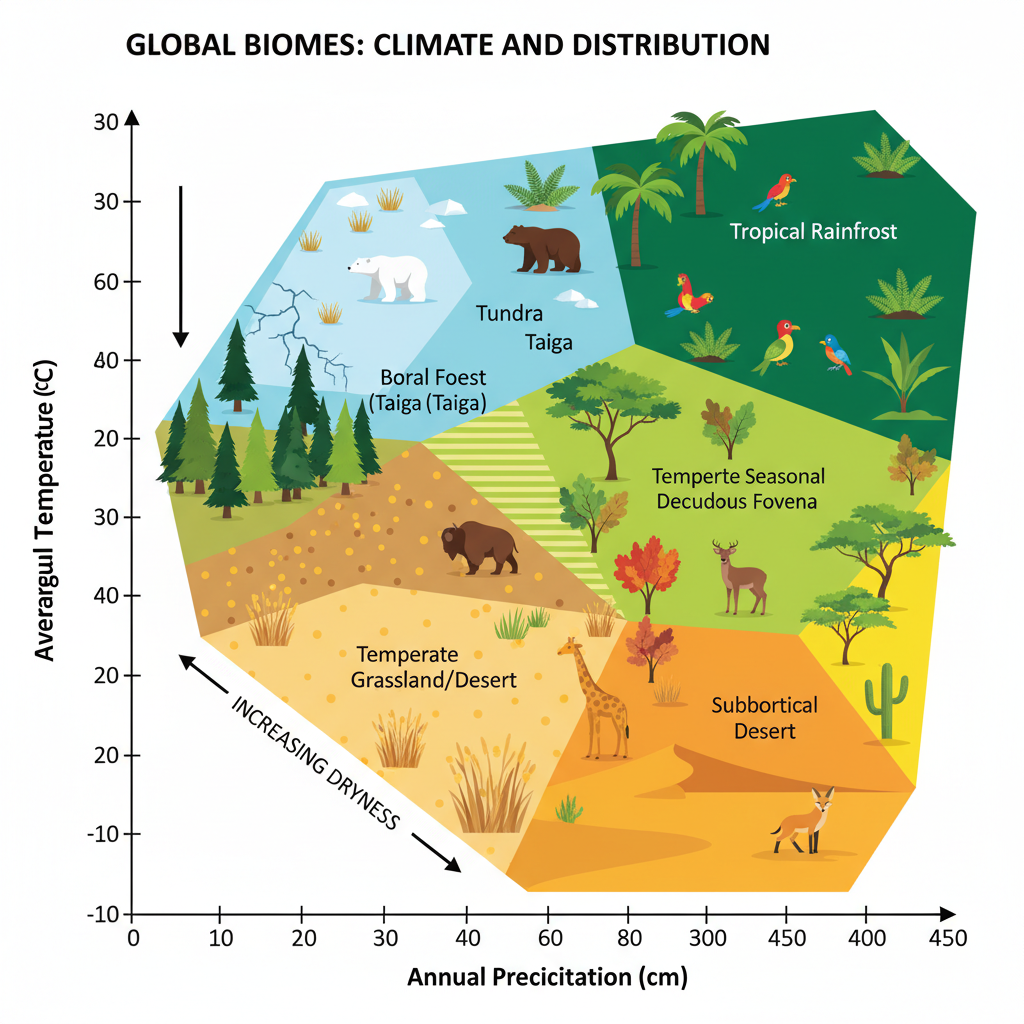 GLOBAL BIOMES: CLIMATE AND DISTRIBUTION
30
30
60
40
20
30
40
20
20
-10
-10
Averargul Temperature (cC)
Tropical Rainfrost
Tundra
Taiga
Boral Foest
(Taiga (Taiga)
Temperte Seasonal
Decudous Fovena
Temperate
Grassland/Desert
Subbortical
Desert
INCREASING DRYNESS
0 10 20 30 40 60 80 300 450 400 450
Annual Precicitation (cm)